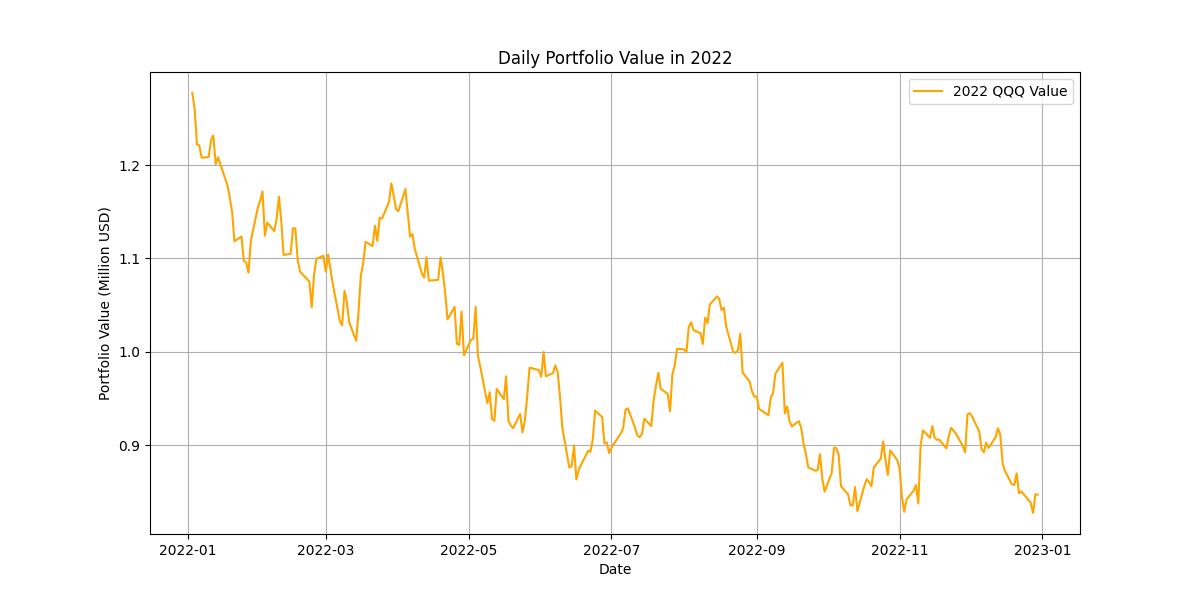 Daily Portfolio Value in 2022
2022 QQQ Value
Portfolio Value (Million USD)
1.2
1.1
1.0
0.9
2022-01
2022-03
2022-05
2022-07
2022-09
2022-11
2023-01
Date